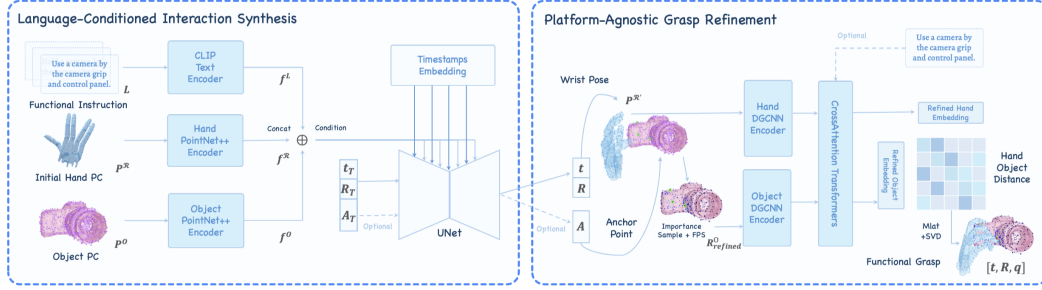 Language-Conditioned Interaction Synthesis
Use a camera by
the camera grip
and control panel.
L
Functional Instruction
CLIP
Text
Encoder
f^L
Initial Hand PC
P^R
Hand
PointNet++
Encoder
f^R
Object PC
P^O
Object
PointNet++
Encoder
f^O
Concat
⊕
Condition
Timestamps
Embedding
t_T
R_T
A_T
Optional
UNet
Platform-Agnostic Grasp Refinement
Wrist Pose
P^R'
t
R
A
Optional
Anchor
Point
Importance
Sample + FPS
R^O_refined
Hand
DGCNN
Encoder
Object
DGCNN
Encoder
Optional
Use a camera by
the camera grip
and control panel.
CrossAttention Transformers
Refined Hand
Embedding
Refined Object
Embedding
Hand
Object
Distance
Mlat
+SVD
Functional Grasp
[t, R, q]